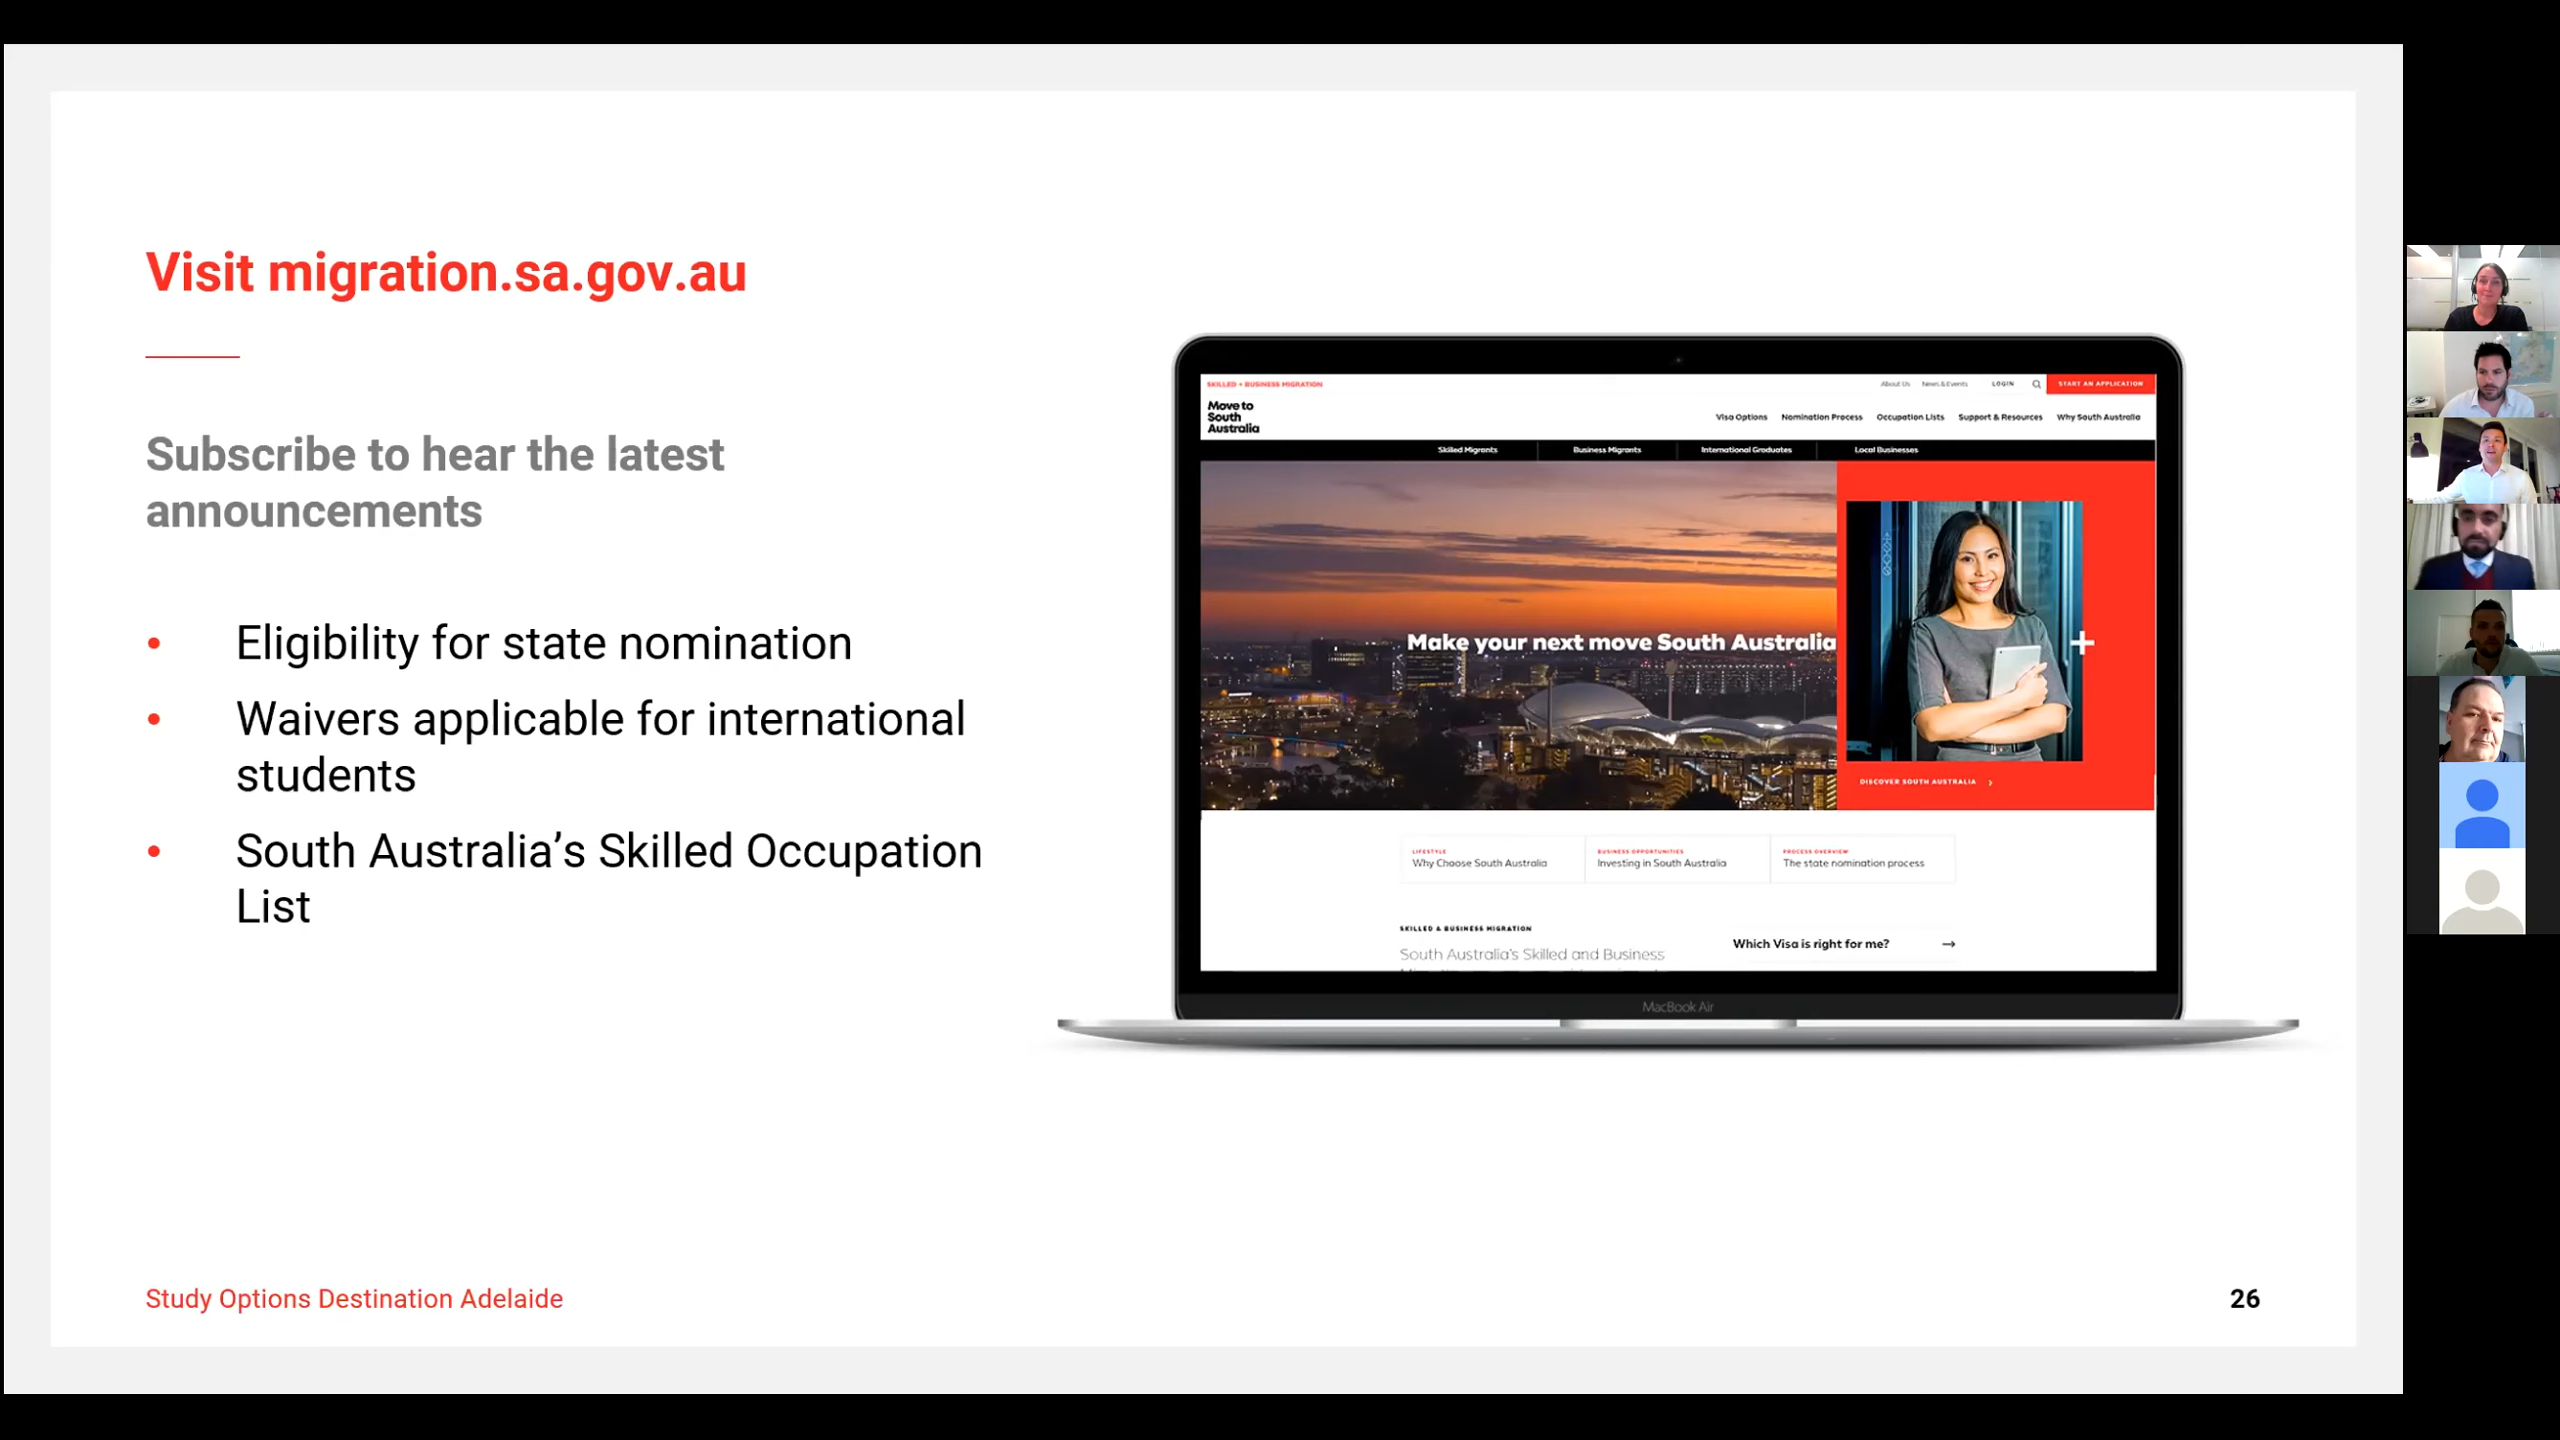 Visit migration.sa.gov.au
Subscribe to hear the latest
announcements
• Eligibility for state nomination
• Waivers applicable for international
students
• South Australia’s Skilled Occupation
List
SKILLED + BUSINESS MIGRATION
About Us News & Events LOGIN START AN APPLICATION
Move to
South
Australia
Visa Options Nomination Process Occupation Lists Support & Resources Why South Australia
Skilled Migrants Business Migrants International Graduates Local Businesses
Make your next move South Australia
DISCOVER SOUTH AUSTRALIA
LIFESTYLE
Why Choose South Australia
BUSINESS OPPORTUNITIES
Investing in South Australia
PROCESS OVERVIEW
The state nomination process
SKILLED & BUSINESS MIGRATION
South Australia's Skilled and Business
Which Visa is right for me?
MacBook Air
Study Options Destination Adelaide
26